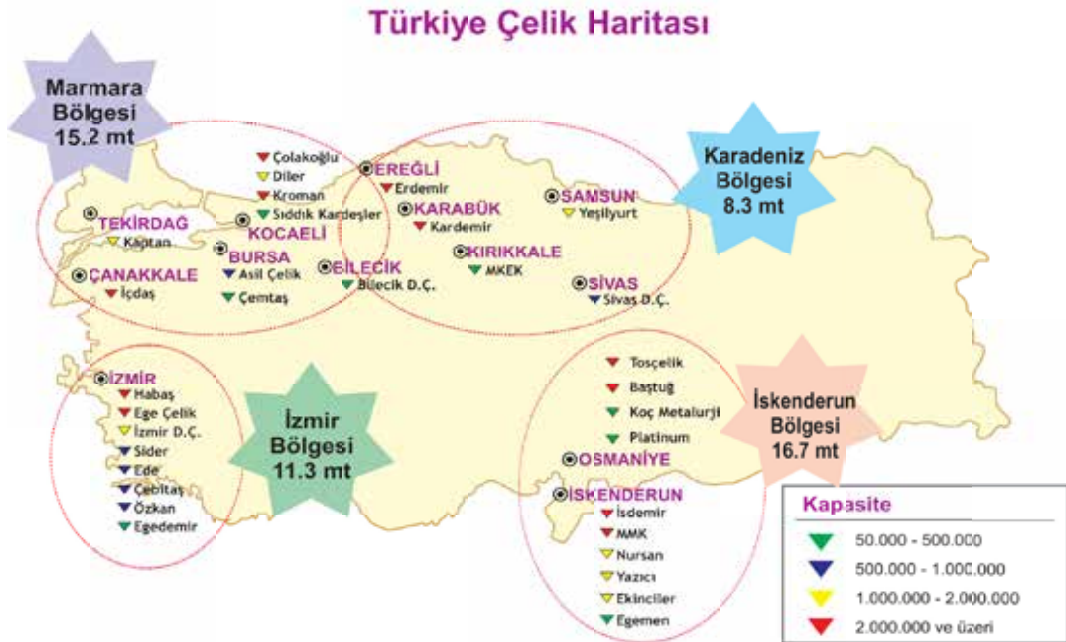 Türkiye Çelik Haritası
Marmara
Bölgesi
15.2 mt
Karadeniz
Bölgesi
8.3 mt
Çolakoğlu
Diler
Kroman
Sıddık Kardeşler
KOCAELİ
TEKİRDAĞ
Kaptan
ÇANAKKALE
İçdaş
BURSA
Asil Çelik
Çemtaş
BİLECİK
Bilecik D.Ç.
EREĞLİ
Erdemir
KARABÜK
Kardemir
KIRIKKALE
MKEK
SAMSUN
Yeşilyurt
SİVAS
Sivas D.Ç.
İZMİR
Habaş
Ege Çelik
İzmir D.Ç.
Sider
Ede
Çebitaş
Özkan
Egedemir
İzmir
Bölgesi
11.3 mt
Tosçelik
Baştuğ
Koç Metalurji
Platinum
OSMANİYE
İSKENDERUN
İsdemir
MMK
Nursan
Yazıcı
Ekinciler
Egemen
İskenderun
Bölgesi
16.7 mt
Kapasite
50.000 - 500.000
500.000 - 1.000.000
1.000.000 - 2.000.000
2.000.000 ve üzeri